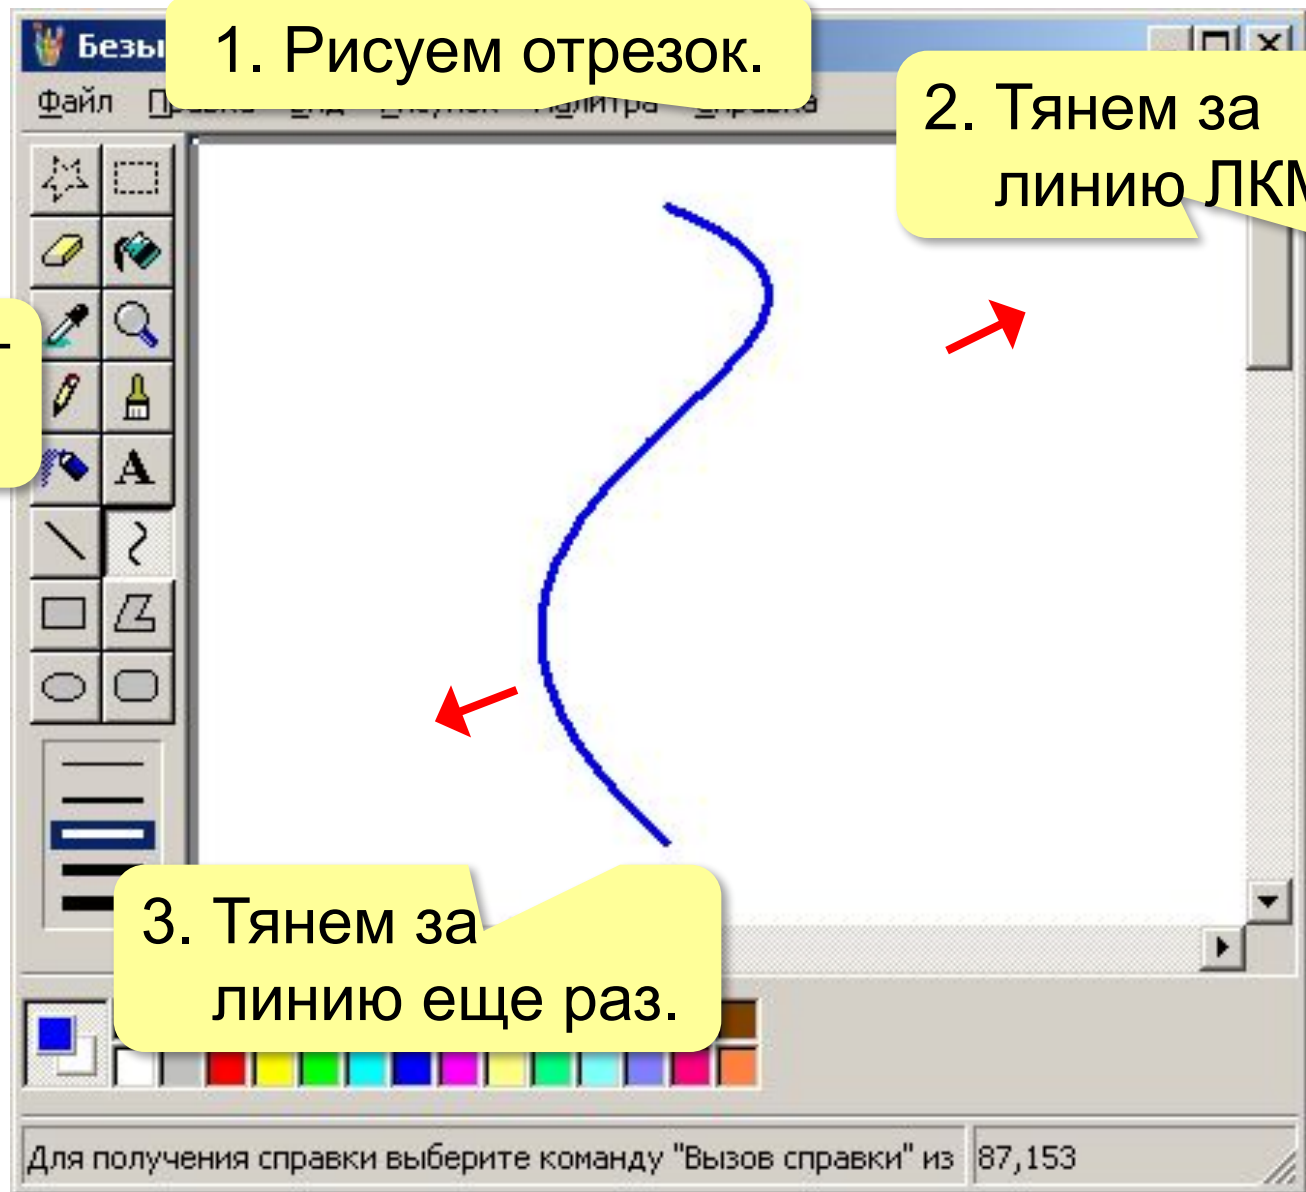 Безы
1. Рисуем отрезок.
Файл
2. Тянем за
линию ЛКМ
A
3. Тянем за
линию еще раз.
Для получения справки выберите команду "Вызов справки" из
87,153